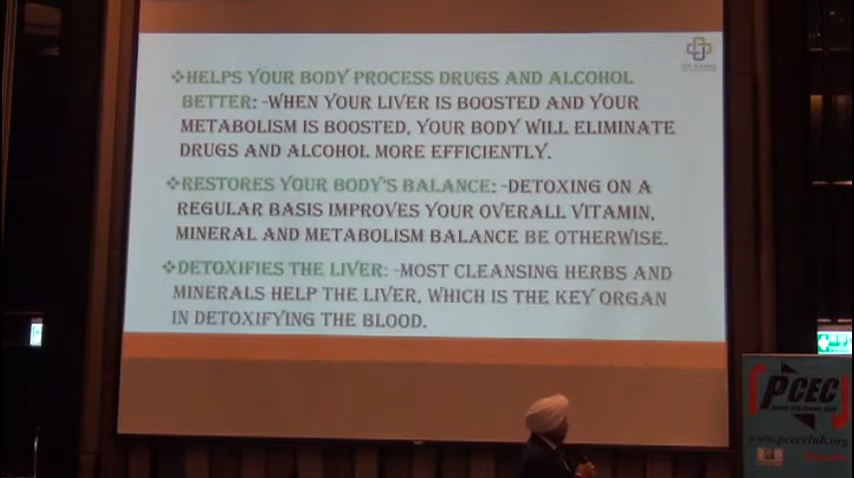 ❖HELPS YOUR BODY PROCESS DRUGS AND ALCOHOL
BETTER: -WHEN YOUR LIVER IS BOOSTED AND YOUR
METABOLISM IS BOOSTED, YOUR BODY WILL ELIMINATE
DRUGS AND ALCOHOL MORE EFFICIENTLY.
❖RESTORES YOUR BODY'S BALANCE: -DETOXING ON A
REGULAR BASIS IMPROVES YOUR OVERALL VITAMIN,
MINERAL AND METABOLISM BALANCE BE OTHERWISE.
❖DETOXIFIES THE LIVER: -MOST CLEANSING HERBS AND
MINERALS HELP THE LIVER, WHICH IS THE KEY ORGAN
IN DETOXIFYING THE BLOOD.
PCEC
www.pcecclub.org